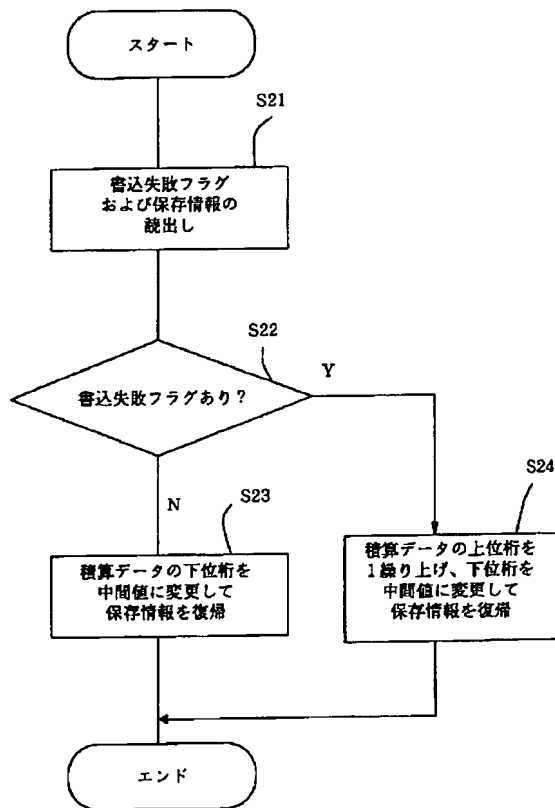 スタート
S21
書込失敗フラグ
および保存情報の
読出し
S22
書込失敗フラグあり?
Y
N
S23
積算データの下位桁を
中間値に変更して
保存情報を復帰
S24
積算データの上位桁を
1繰り上げ、下位桁を
中間値に変更して
保存情報を復帰
エンド